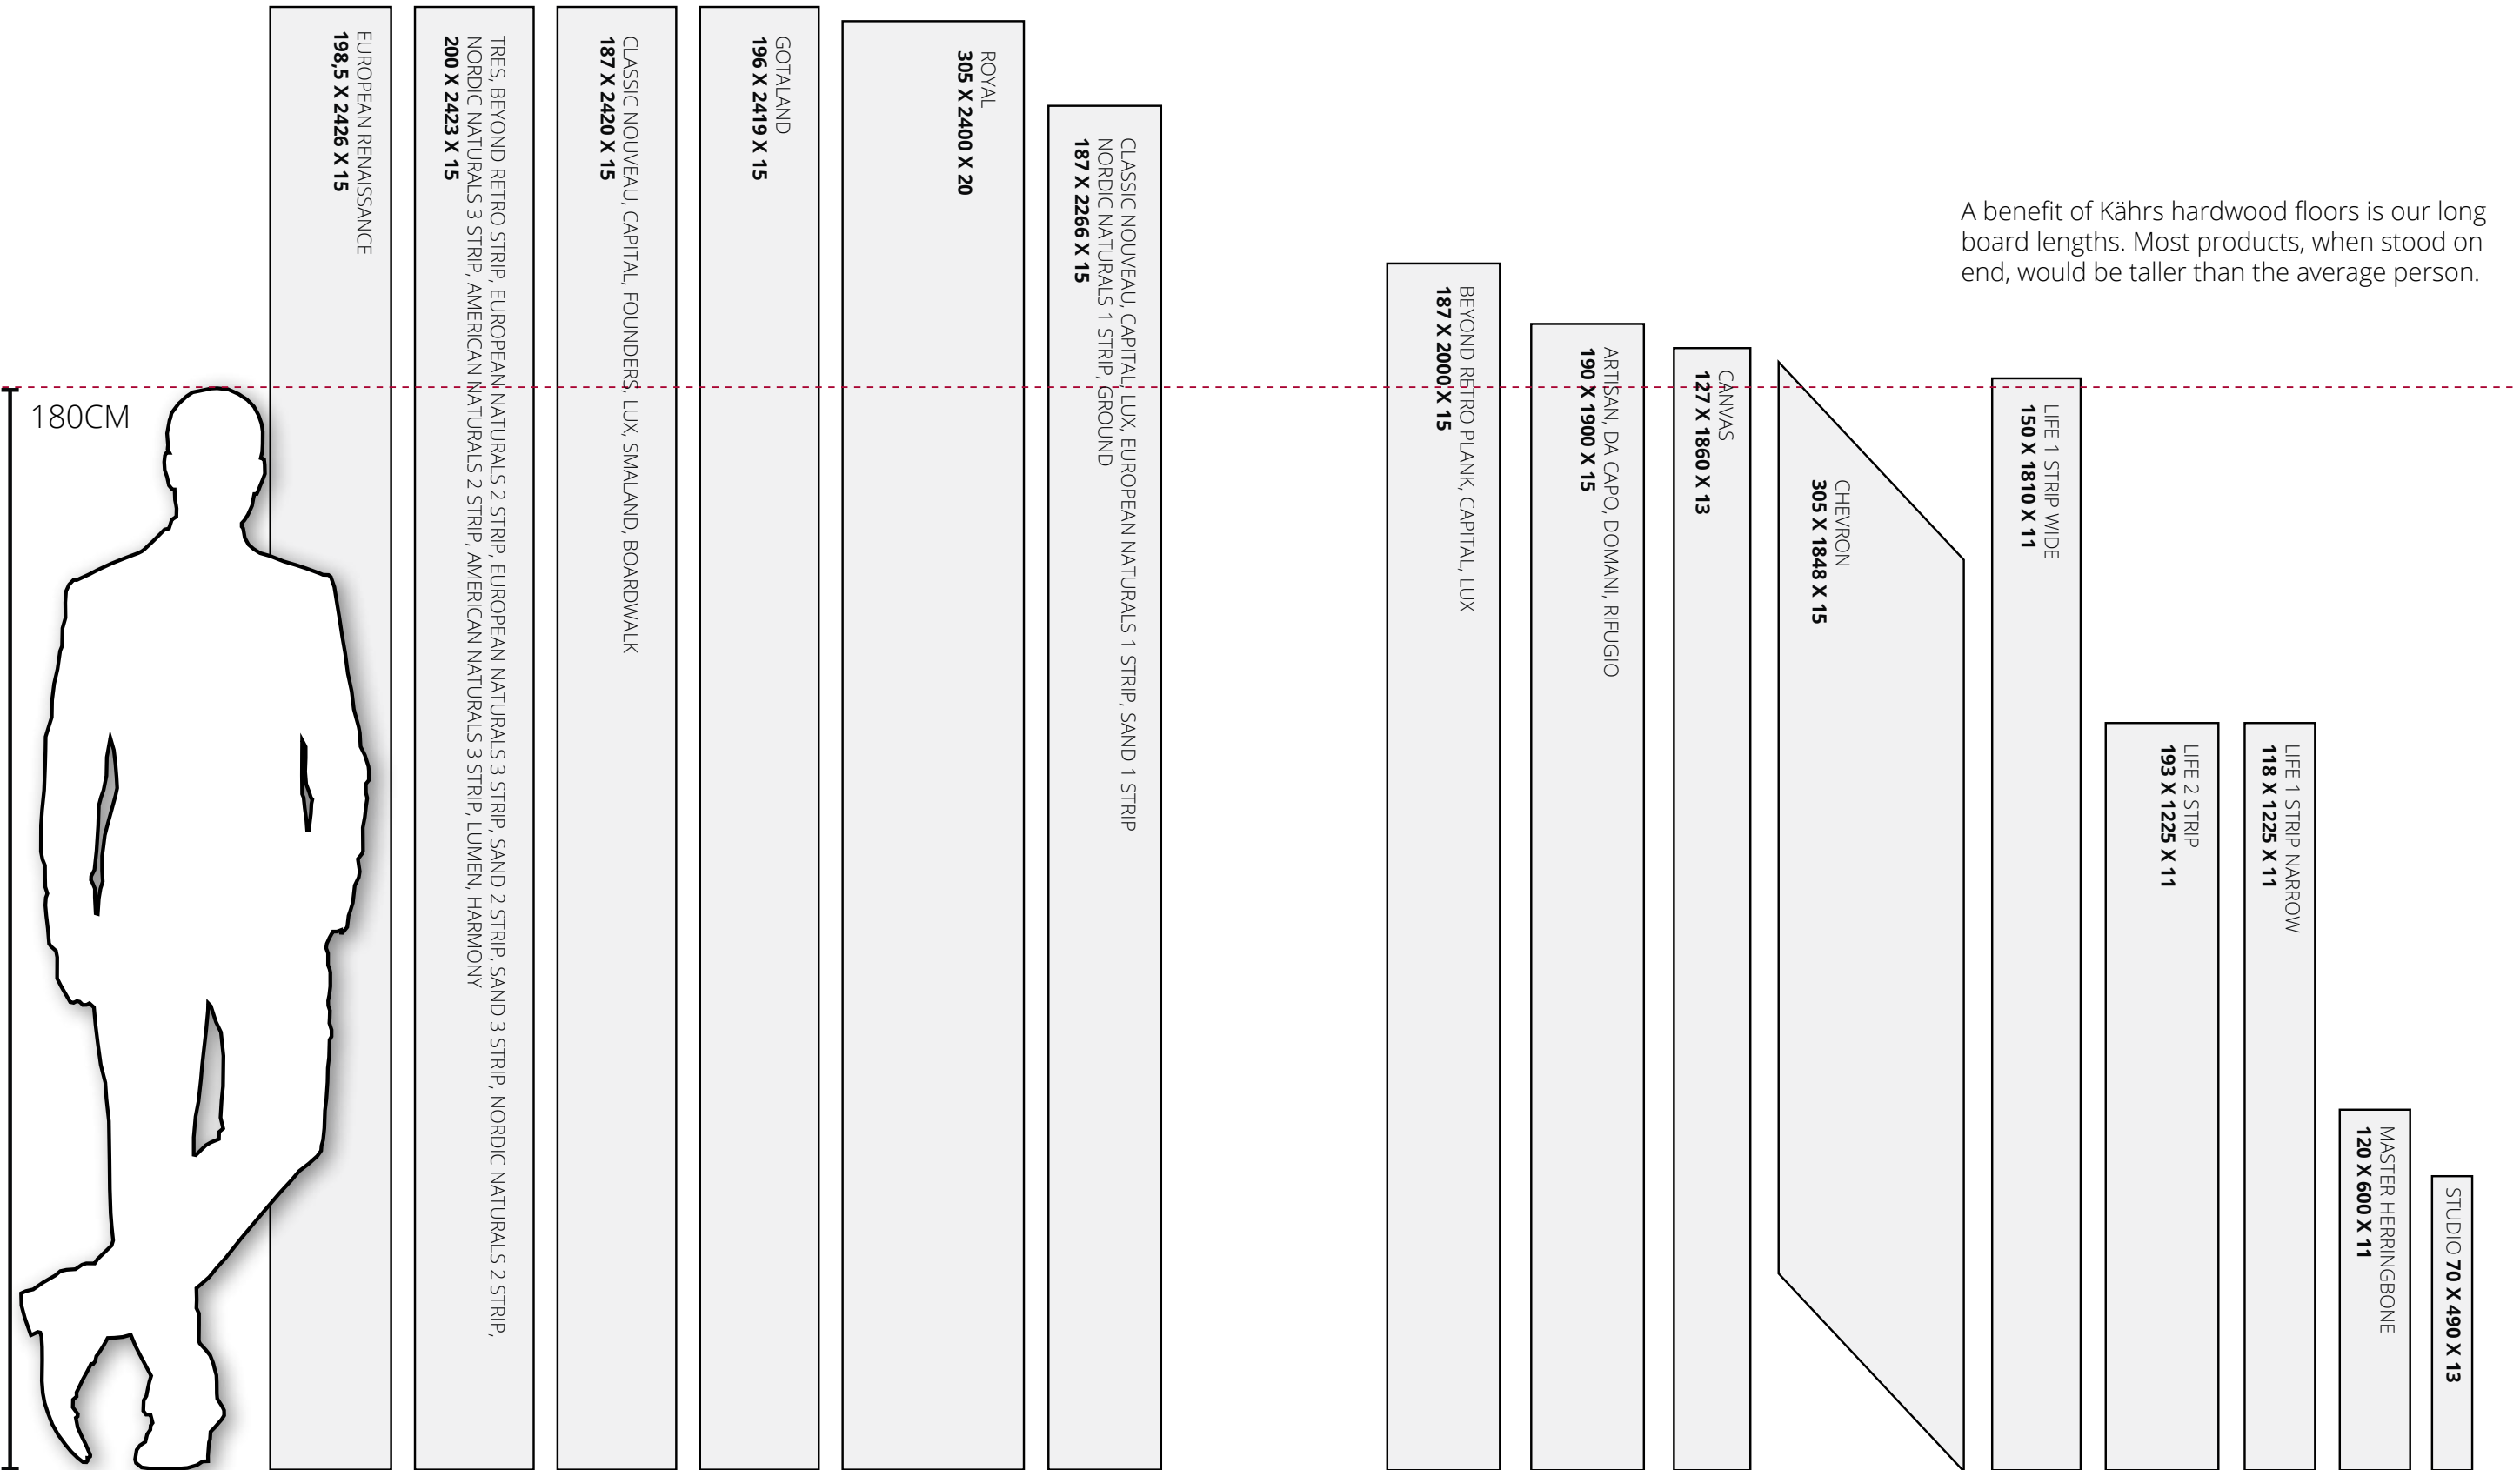 EUROPEAN RENAISSANCE
198,5 X 2426 X 15
TRES, BEYOND RETRO STRIP, EUROPEAN NATURALS 2 STRIP, EUROPEAN NATURALS 3 STRIP, SAND 2 STRIP, SAND 3 STRIP, NORDIC NATURALS 2 STRIP,
NORDIC NATURALS 3 STRIP, AMERICAN NATURALS 2 STRIP, AMERICAN NATURALS 3 STRIP, LUMEN, HARMONY
200 X 2423 X 15
CLASSIC NOUVEAU, CAPITAL, FOUNDERS, LUX, SMALAND, BOARDWALK
187 X 2420 X 15
GOTALAND
196 X 2419 X 15
ROYAL
305 X 2400 X 20
CLASSIC NOUVEAU, CAPITAL, LUX, EUROPEAN NATURALS 1 STRIP, SAND 1 STRIP
NORDIC NATURALS 1 STRIP, GROUND
187 X 2266 X 15
A benefit of Kährs hardwood floors is our long
board lengths. Most products, when stood on
end, would be taller than the average person.
BEYOND RETRO PLANK, CAPITAL, LUX
187 X 2000 X 15
ARTISAN, DA CAPO, DOMANI, RIFUGIO
190 X 1900 X 15
CANVAS
127 X 1860 X 13
CHEVRON
305 X 1848 X 15
LIFE 1 STRIP WIDE
150 X 1810 X 11
180CM
LIFE 2 STRIP
193 X 1225 X 11
LIFE 1 STRIP NARROW
118 X 1225 X 11
MASTER HERRINGBONE
120 X 600 X 11
STUDIO 70 X 490 X 13